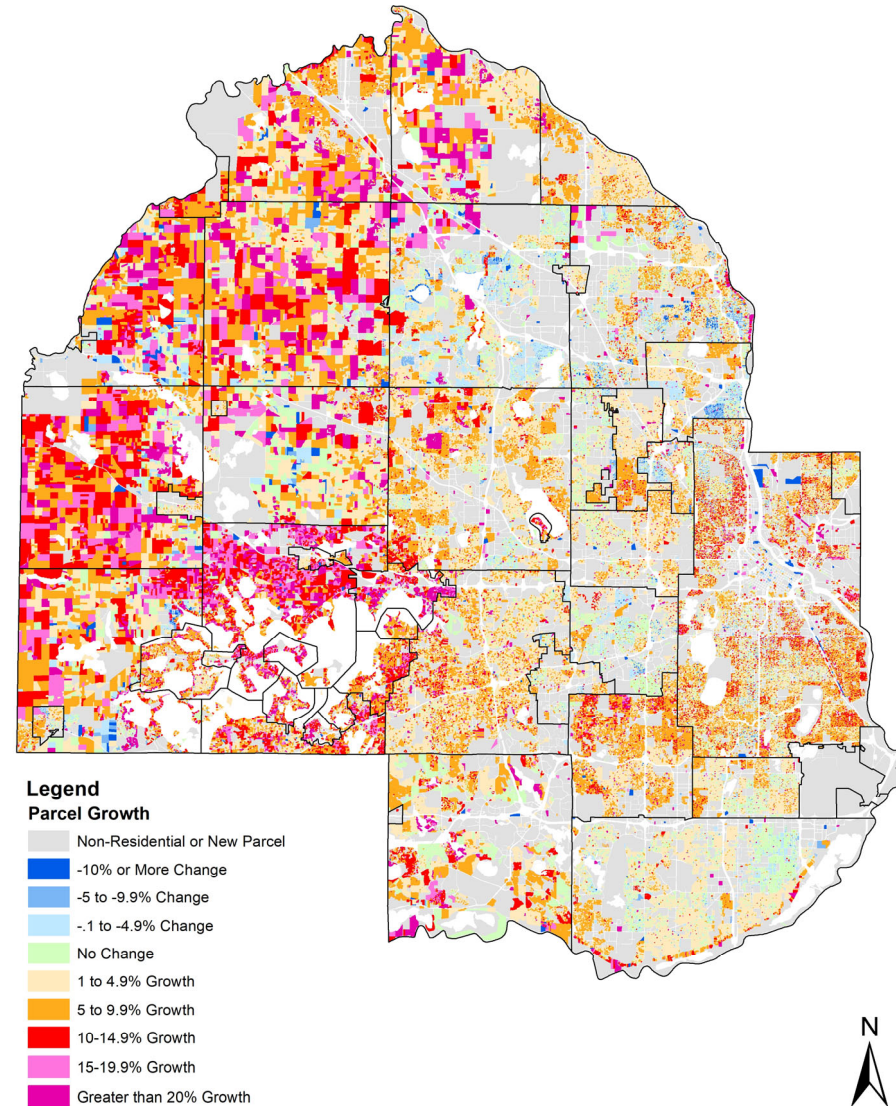 Legend
Parcel Growth
Non-Residential or New Parcel
-10% or More Change
-5 to -9.9% Change
-.1 to -4.9% Change
No Change
1 to 4.9% Growth
5 to 9.9% Growth
10-14.9% Growth
15-19.9% Growth
Greater than 20% Growth
N